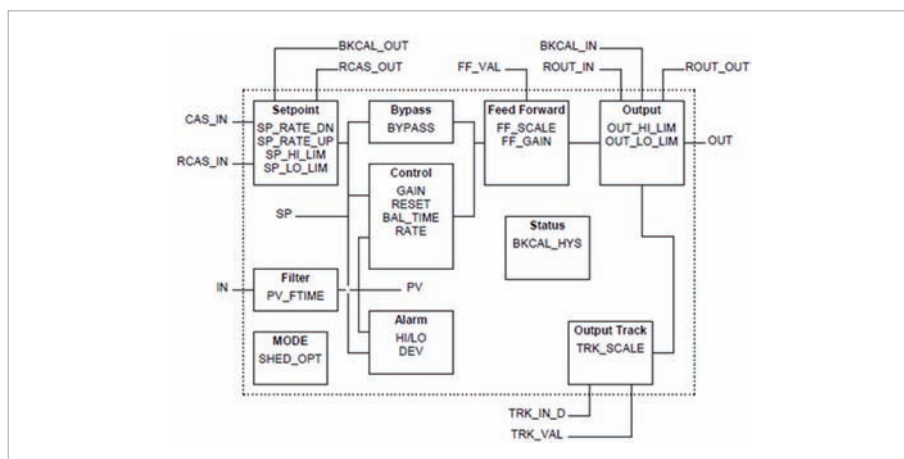 BKCAL_OUT
BKCAL_IN
RCAS_OUT
FF_VAL
ROUT_IN
ROUT_OUT
CAS_IN
RCAS_IN
Setpoint
SP_RATE_DN
SP_RATE_UP
SP_HI_LIM
SP_LO_LIM
Bypass
BYPASS
Feed Forward
FF_SCALE
FF_GAIN
Output
OUT_HI_LIM
OUT_LO_LIM
OUT
Control
GAIN
RESET
BAL_TIME
RATE
SP
Status
BKCAL_HYS
IN
Filter
PV_FTIME
PV
Alarm
HI/LO
DEV
MODE
SHED_OPT
Output Track
TRK_SCALE
TRK_IN_D
TRK_VAL